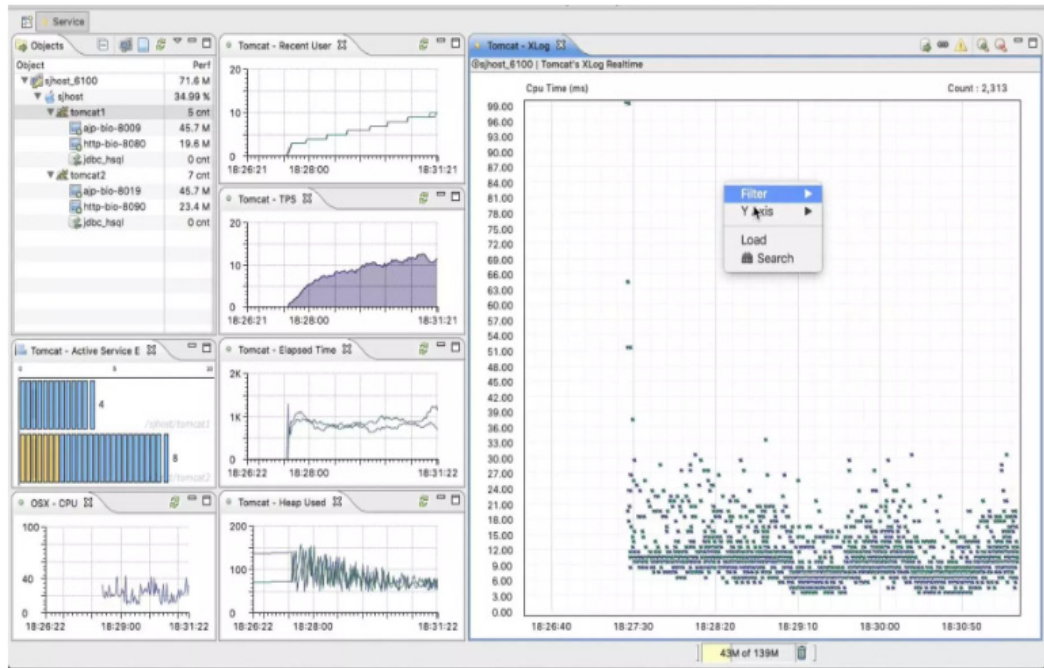 Service
Objects
Object Perf
sjhost_6100 71.6 M
sjhost 34.99 %
tomcat1 5 cnt
ajp-bio-8009 45.7 M
http-bio-8080 19.6 M
jdbc_hsql 0 cnt
tomcat2 7 cnt
ajp-bio-8019 45.7 M
http-bio-8090 23.4 M
jdbc_hsql 0 cnt
Tomcat - Recent User
20
10
0
18:26:21 18:28:00 18:31:21
Tomcat - TPS
20
10
0
18:26:21 18:28:00 18:31:21
Tomcat - Active Service E
0 5 10
4
/sjhost/tomcat1
8
t/tomcat2
Tomcat - Elapsed Time
2K
1K
0
18:26:22 18:28:00 18:31:22
OSX - CPU
100
40
0
18:26:22 18:29:00 18:31:22
Tomcat - Heap Used
200
100
0
18:26:22 18:28:00 18:31:22
Tomcat - XLog
sjhost_6100 | Tomcat's XLog Realtime
Cpu Time (ms) Count : 2,313
99.00
96.00
93.00
90.00
87.00
84.00
81.00
78.00
75.00
72.00
69.00
66.00
63.00
60.00
57.00
54.00
51.00
48.00
45.00
42.00
39.00
36.00
33.00
30.00
27.00
24.00
21.00
18.00
15.00
12.00
9.00
6.00
3.00
0.00
18:26:40 18:27:30 18:28:20 18:29:10 18:30:00 18:30:50
Filter
Y Axis
Load
Search
43M of 139M